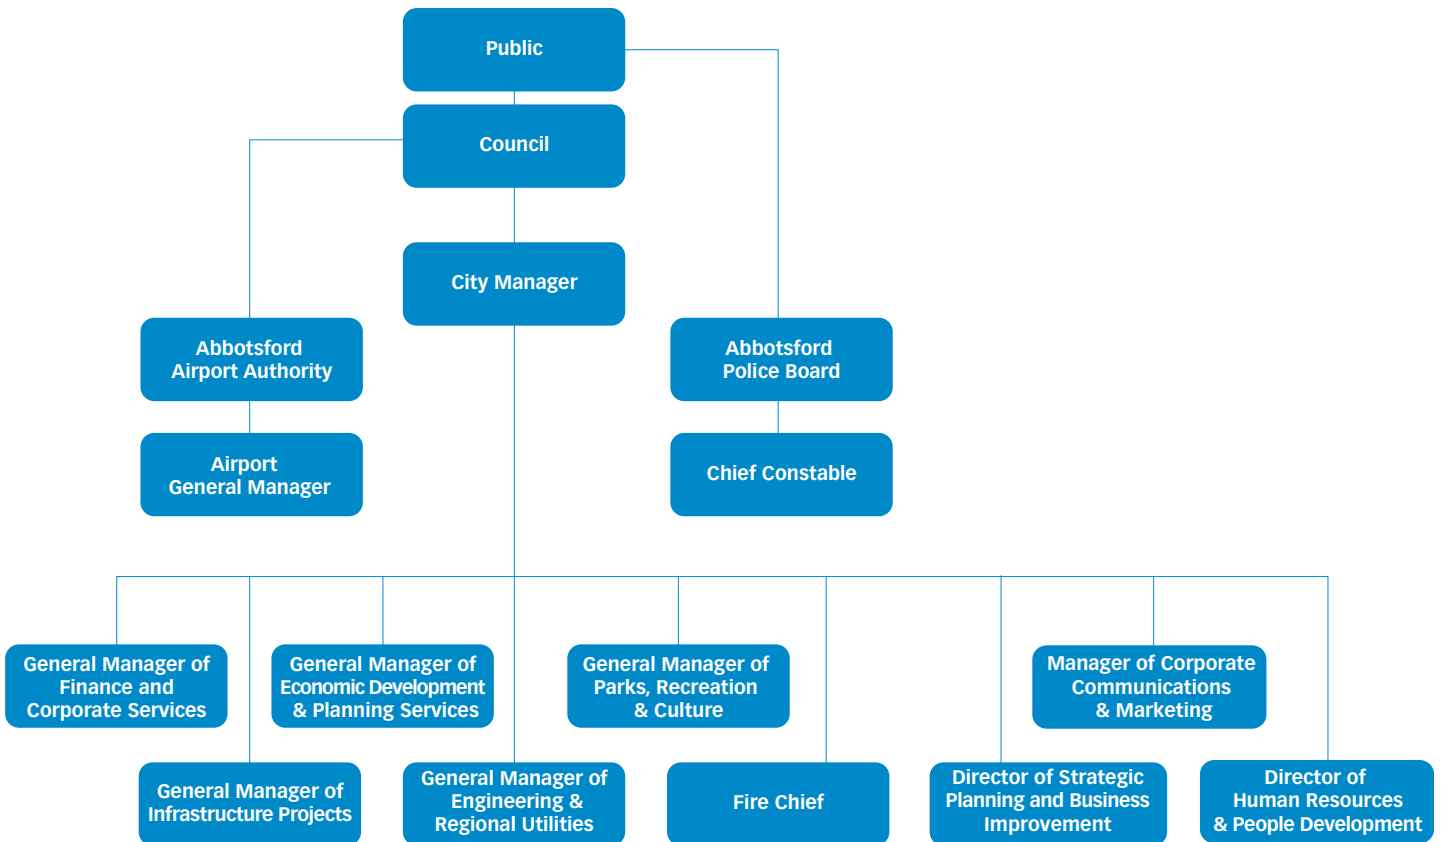 Public
Council
City Manager
Abbotsford
Airport Authority
Abbotsford
Police Board
Airport
General Manager
Chief Constable
General Manager of
Finance and
Corporate Services
General Manager of
Economic Development
& Planning Services
General Manager of
Parks, Recreation
& Culture
Manager of Corporate
Communications
& Marketing
General Manager of
Infrastructure Projects
General Manager of
Engineering &
Regional Utilities
Fire Chief
Director of Strategic
Planning and Business
Improvement
Director of
Human Resources
& People Development